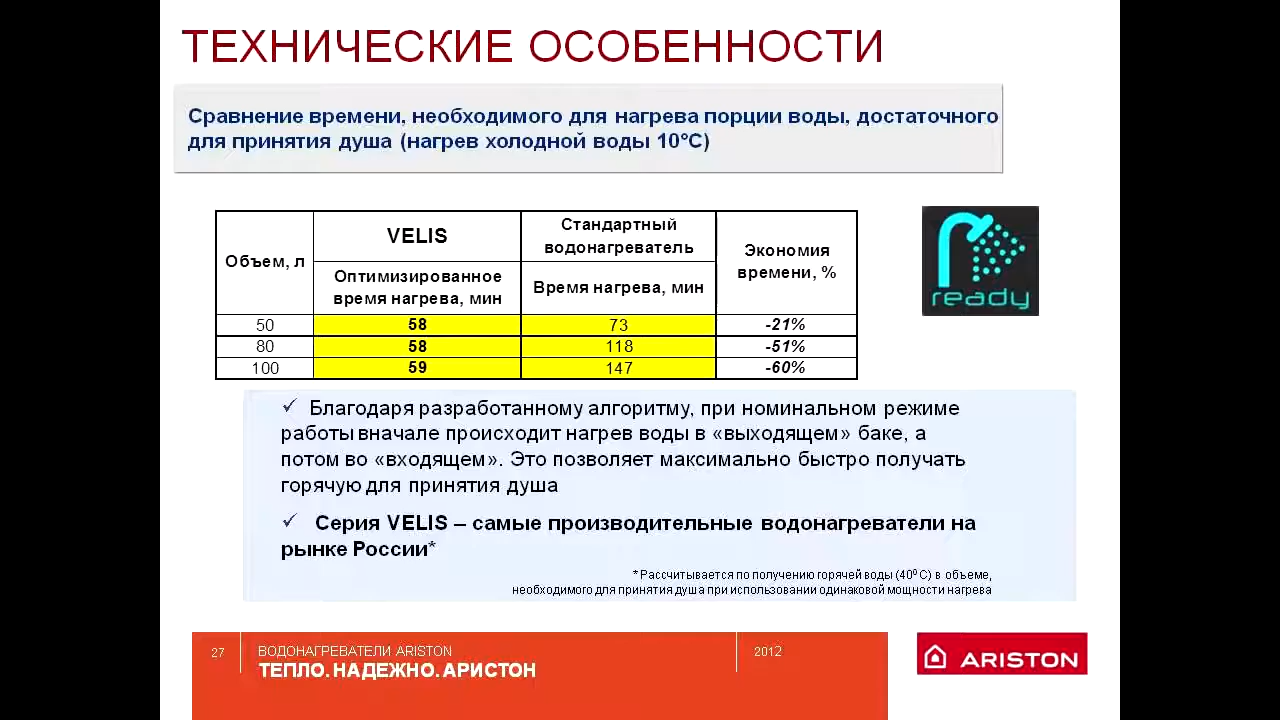 ТЕХНИЧЕСКИЕ ОСОБЕННОСТИ
Сравнение времени, необходимого для нагрева порции воды, достаточного
для принятия душа (нагрев холодной воды 10°С)
Объем, л
VELIS
Оптимизированное
время нагрева, мин
Стандартный
водонагреватель
Время нагрева, мин
Экономия
времени, %
50 58 73 -21%
80 58 118 -51%
100 59 147 -60%
ready
✓ Благодаря разработанному алгоритму, при номинальном режиме
работы вначале происходит нагрев воды в «выходящем» баке, а
потом во «входящем». Это позволяет максимально быстро получать
горячую для принятия душа
✓ Серия VELIS – самые производительные водонагреватели на
рынке России*
* Рассчитывается по получению горячей воды (40⁰ С) в объеме,
необходимого для принятия душа при использовании одинаковой мощности нагрева
27
ВОДОНАГРЕВАТЕЛИ ARISTON
ТЕПЛО. НАДЕЖНО. АРИСТОН
2012
ARISTON